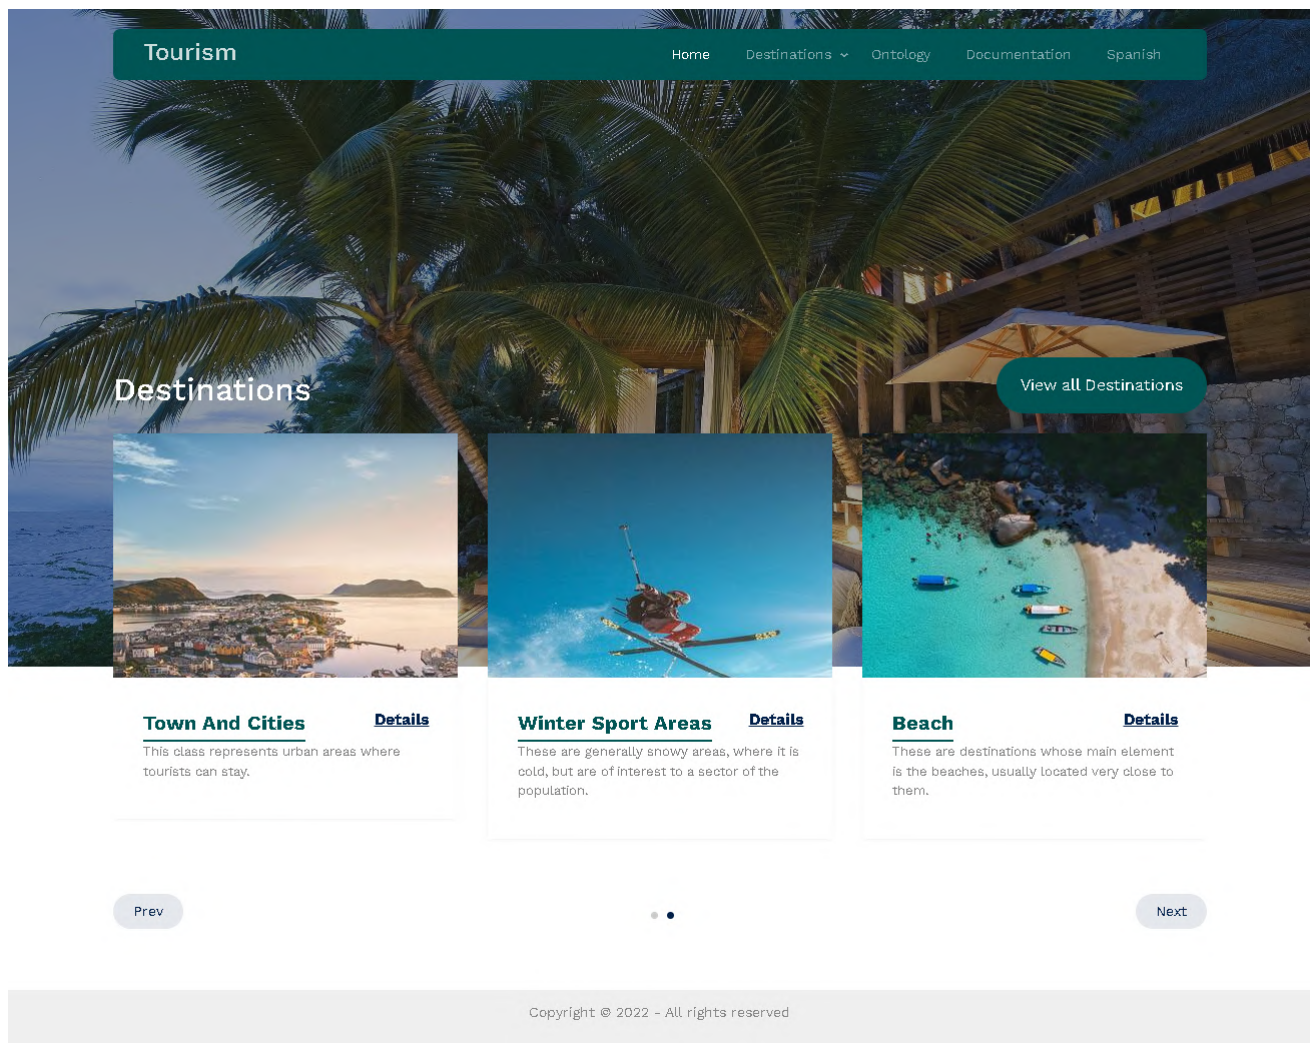 Tourism
Home Destinations Ontology Documentation Spanish
Destinations
View all Destinations
Town And Cities
Details
This class represents urban areas where
tourists can stay.
Winter Sport Areas
Details
These are generally snowy areas, where it is
cold, but are of interest to a sector of the
population.
Beach
Details
These are destinations whose main element
is the beaches, usually located very close to
them.
Prev
Next
Copyright © 2022 - All rights reserved